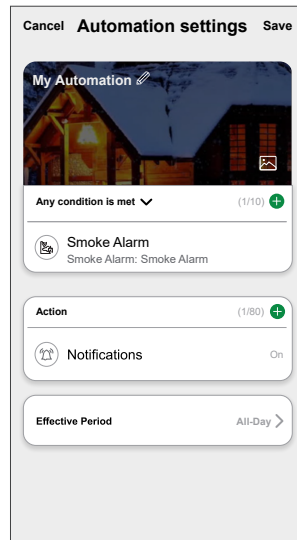 Cancel Automation settings Save
My Automation
Any condition is met (1/10)
Smoke Alarm
Smoke Alarm: Smoke Alarm
Action (1/80)
Notifications On
Effective Period All-Day